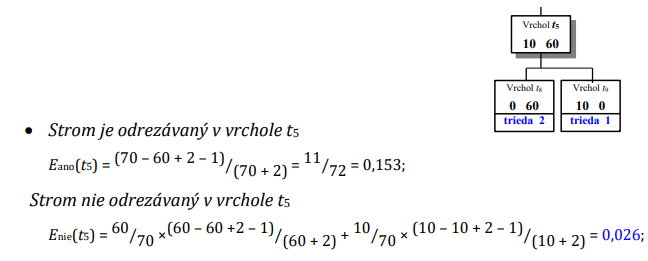 Vrchol t₅
10 60
Vrchol t₈ Vrchol t₉
0 60 10 0
trieda 2 trieda 1
• Strom je odrezávaný v vrchole t₅
Eano(t₅) = (70 – 60 + 2 – 1)/(70 + 2) = 11/72 = 0,153;
Strom nie odrezávaný v vrchole t₅
Enie(t₅) = 60/70 ×(60 – 60 +2 – 1)/(60 + 2) + 10/70 × (10 – 10 + 2 – 1)/(10 + 2) = 0,026;